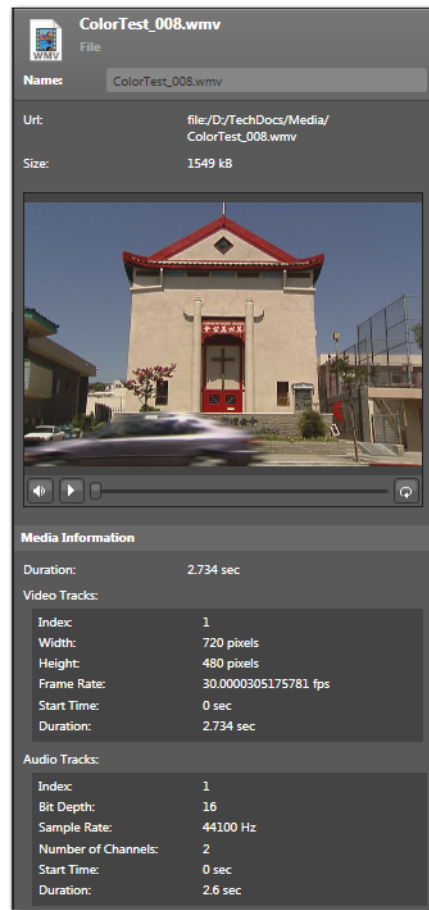 ColorTest_008.wmv
WMV
File
Name: ColorTest_008.wmv
Url: file:/D:/TechDocs/Media/
ColorTest_008.wmv
Size: 1549 kB
Media Information
Duration: 2.734 sec
Video Tracks:
Index: 1
Width: 720 pixels
Height: 480 pixels
Frame Rate: 30.0000305175781 fps
Start Time: 0 sec
Duration: 2.734 sec
Audio Tracks:
Index: 1
Bit Depth: 16
Sample Rate: 44100 Hz
Number of Channels: 2
Start Time: 0 sec
Duration: 2.6 sec